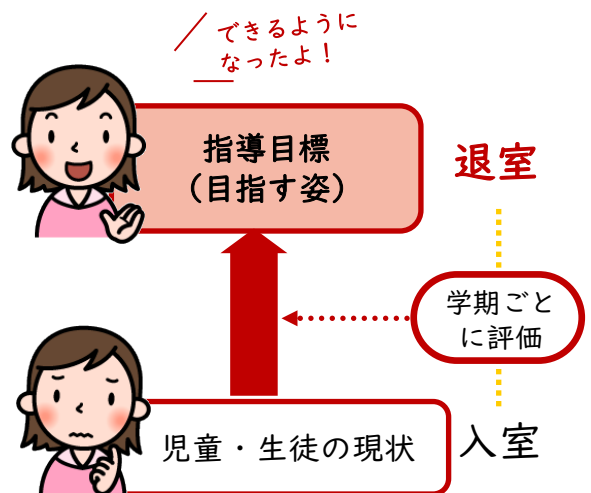 できるように
なったよ！
指導目標
（目指す姿）
退室
学期ごと
に評価
児童・生徒の現状
入室